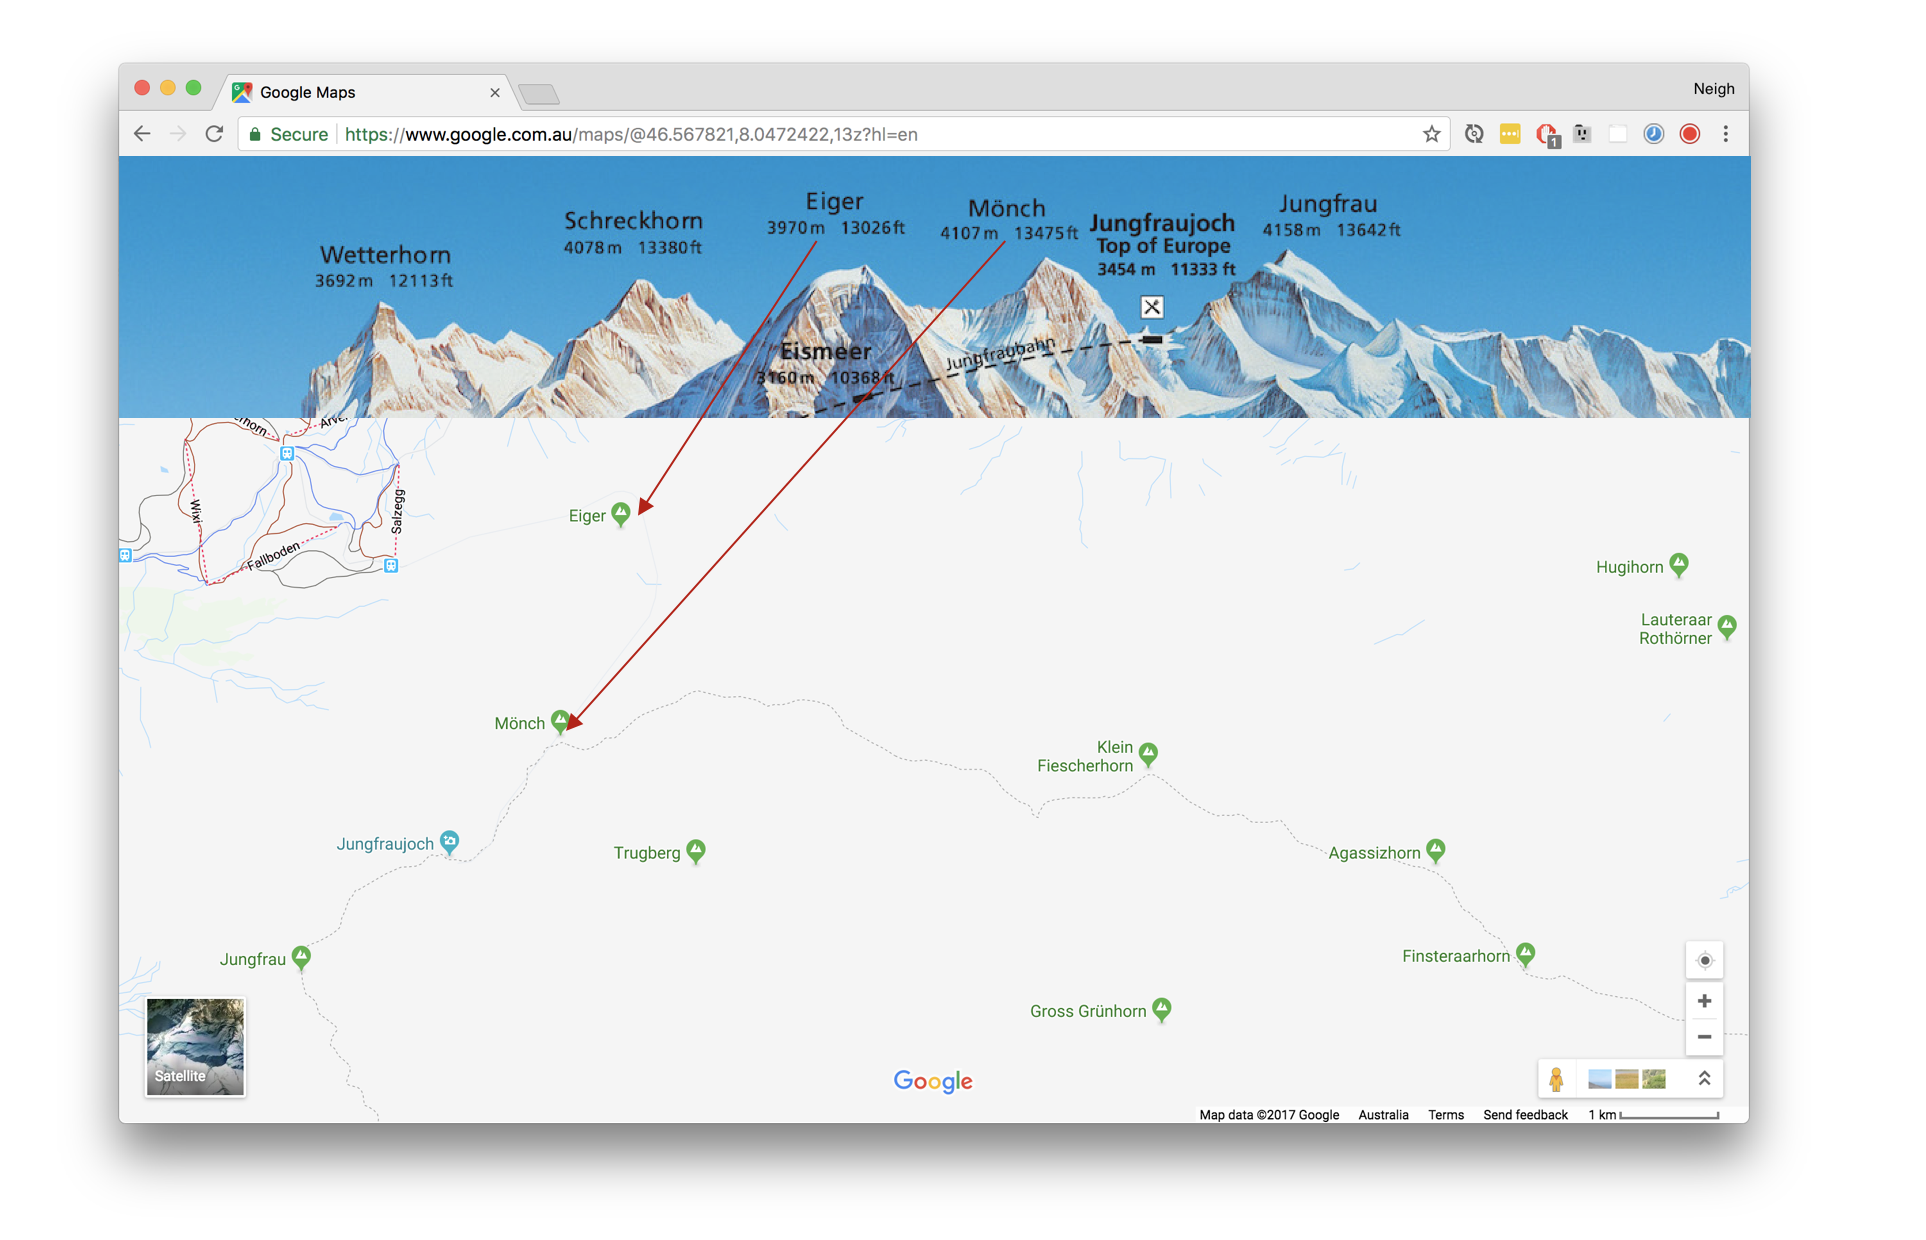 Google Maps
Neigh
Secure
https://www.google.com.au/maps/@46.567821,8.0472422,13z?hl=en
1
Wetterhorn
3692 m 12113 ft
Schreckhorn
4078 m 13380 ft
Eiger
3970 m 13026 ft
Mönch
4107 m 13475 ft
Jungfraujoch
Top of Europe
3454 m 11333 ft
Jungfrau
4158 m 13642 ft
Eismeer
3160 m 10368 ft
Jungfraubahn
Wixi
Fallboden
Salzegg
Eiger
Hugihorn
Lauteraar
Rothörner
Mönch
Klein
Fiescherhorn
Jungfraujoch
Trugberg
Agassizhorn
Jungfrau
Finsteraarhorn
Gross Grünhorn
Satellite
Google
Map data ©2017 Google Australia Terms Send feedback 1 km